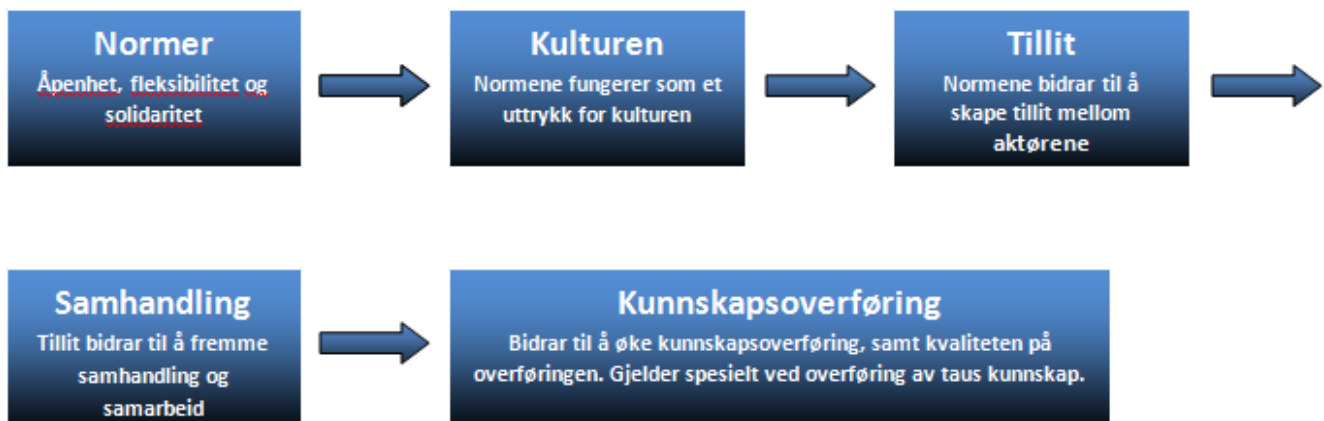 Normer
Åpenhet, fleksibilitet og
solidaritet
Kulturen
Normene fungerer som et
uttrykk for kulturen
Tillit
Normene bidrar til å
skape tillit mellom
aktørene
Samhandling
Tillit bidrar til å fremme
samhandling og
samarbeid
Kunnskapsoverføring
Bidrar til å øke kunnskapsoverføring, samt kvaliteten på
overføringen. Gjelder spesielt ved overføring av taus kunnskap.